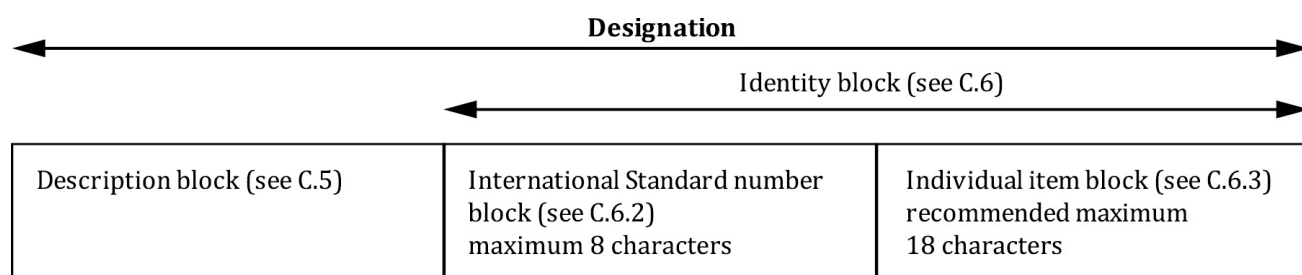 Designation
Identity block (see C.6)
Description block (see C.5)
International Standard number
block (see C.6.2)
maximum 8 characters
Individual item block (see C.6.3)
recommended maximum
18 characters